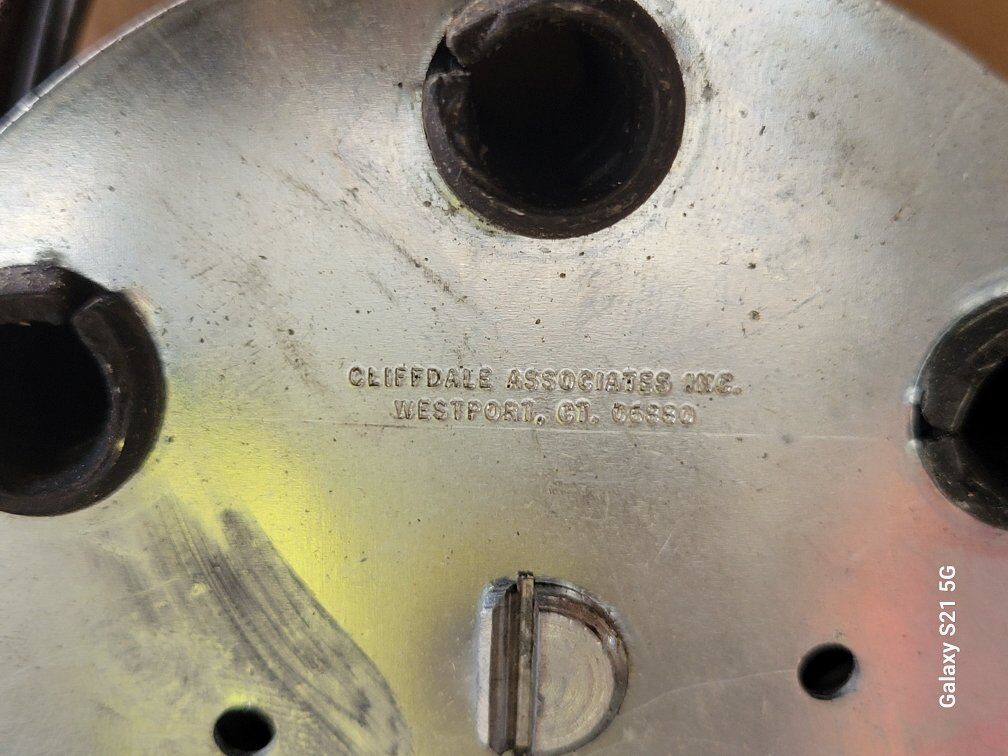 CLIFFDALE ASSOCIATES INC.
WESTPORT, CT. 06880
Galaxy S21 5G